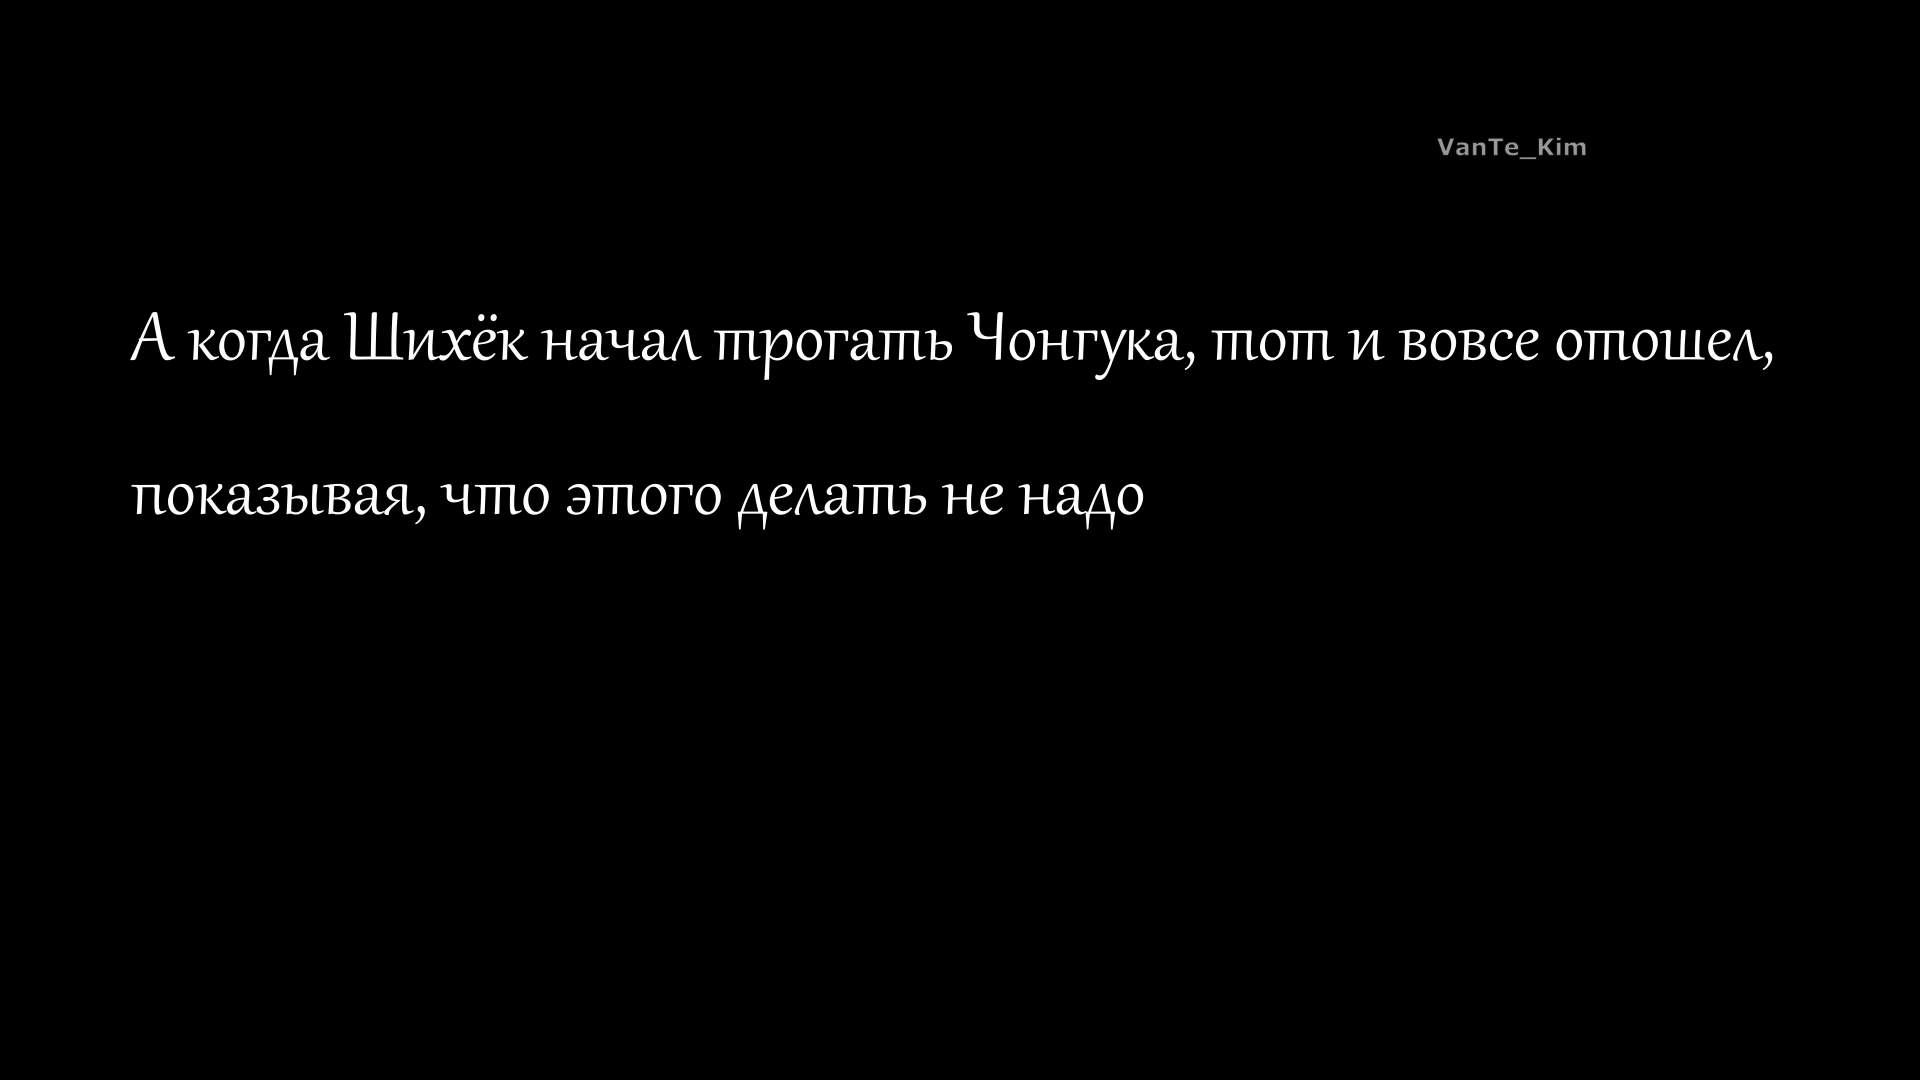 VanTe_Kim
А когда Шихёк начал трогать Чонгука, тот и вовсе отошел,
показывая, что этого делать не надо